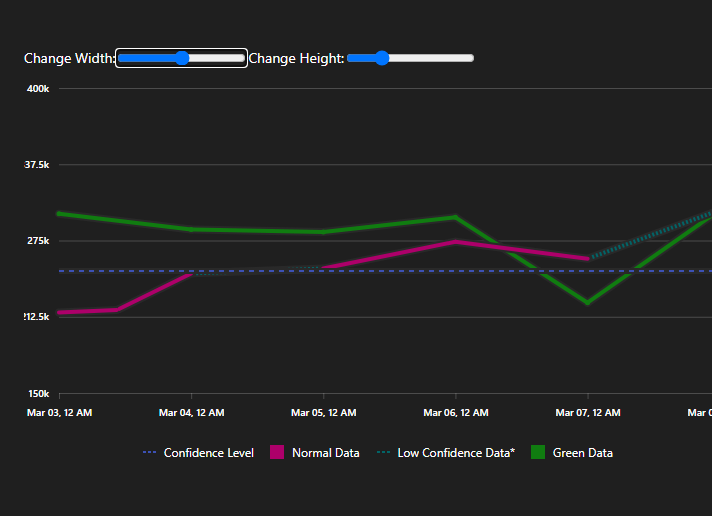 Change Width: Change Height:
400k
37.5k
275k
12.5k
150k
Mar 03, 12 AM Mar 04, 12 AM Mar 05, 12 AM Mar 06, 12 AM Mar 07, 12 AM Mar 0
Confidence Level Normal Data Low Confidence Data* Green Data